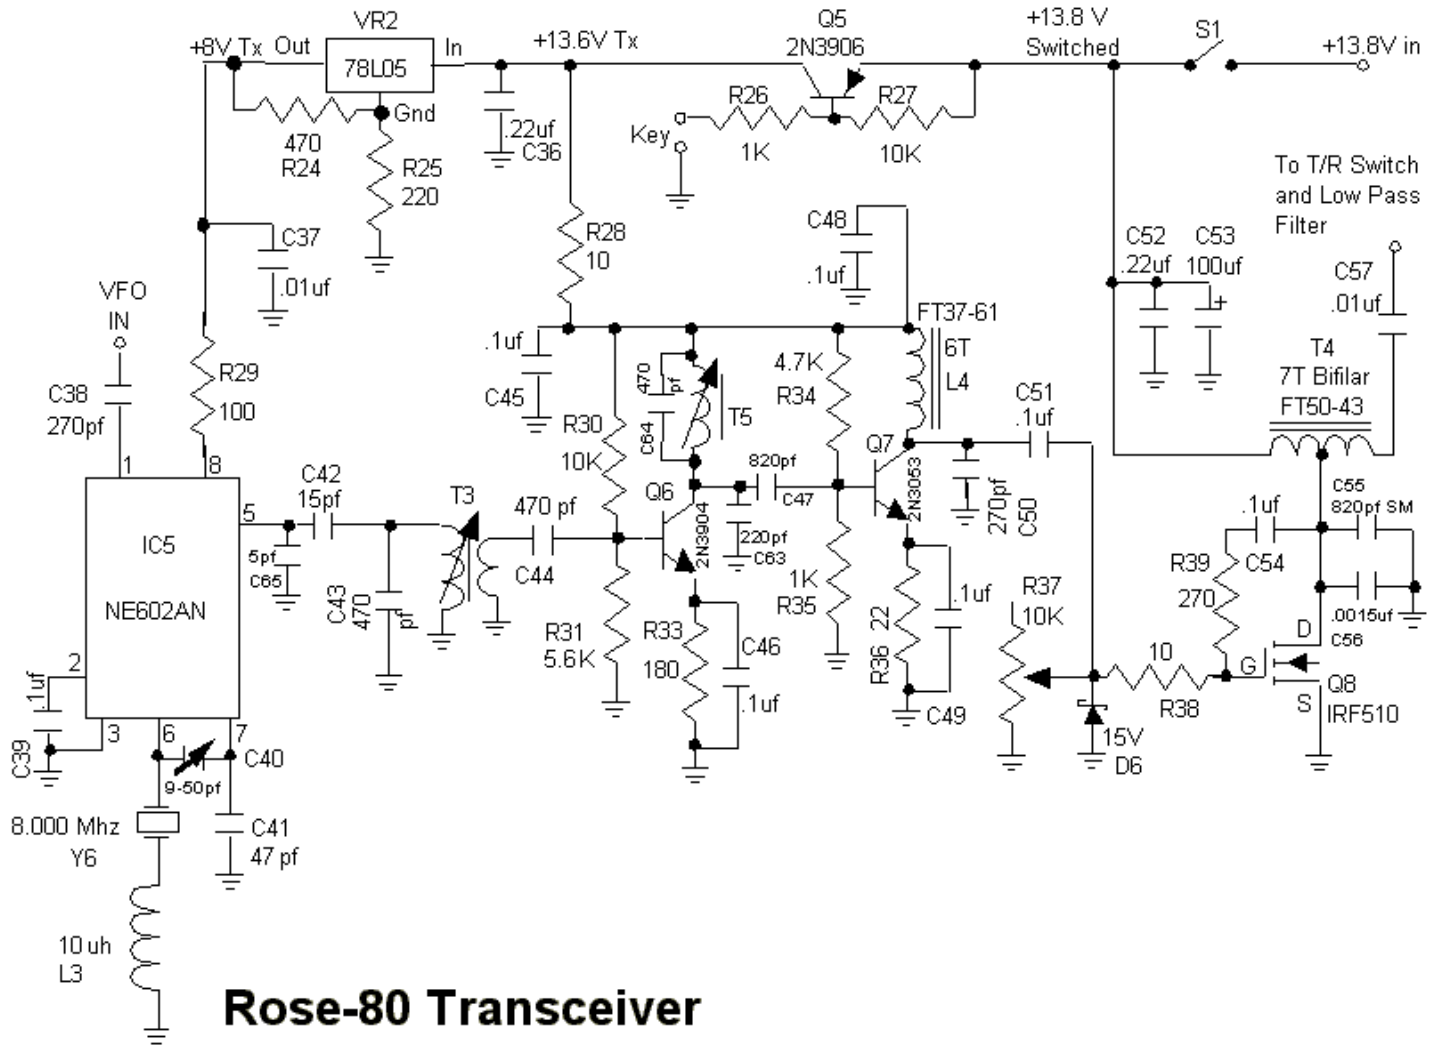 VR2
+8V Tx
Out
78L05
In
Gnd
470
R24
R25
220
.22uf
C36
+13.6V Tx
Q5
2N3906
R26
1K
R27
10K
Key
+13.8 V
Switched
S1
+13.8V in
To T/R Switch
and Low Pass
Filter
C37
.01uf
VFO
IN
R28
10
C48
.1uf
C52
.22uf
C53
100uf
+
C57
.01uf
C38
270pf
R29
100
.1uf
C45
R30
10K
470
pf
C64
T5
4.7K
R34
FT37-61
6T
L4
T4
7T Bifilar
FT50-43
C51
.1uf
1
8
C42
15pf
5
IC5
NE602AN
5pf
C65
T3
C43
470
pf
470 pf
C44
Q6
2N3904
820pf
C47
220pf
C63
Q7
2N3053
270pf
C50
C55
820pf SM
.1uf
C54
R39
270
.0015uf
C56
R31
5.6K
R33
180
C46
.1uf
1K
R35
R36 22
.1uf
C49
R37
10K
10
R38
15V
D6
D
G
S
Q8
IRF510
2
.1uf
C39
3
6
7
C40
9-50pf
8.000 Mhz
Y6
C41
47 pf
10 uh
L3
Rose-80 Transceiver